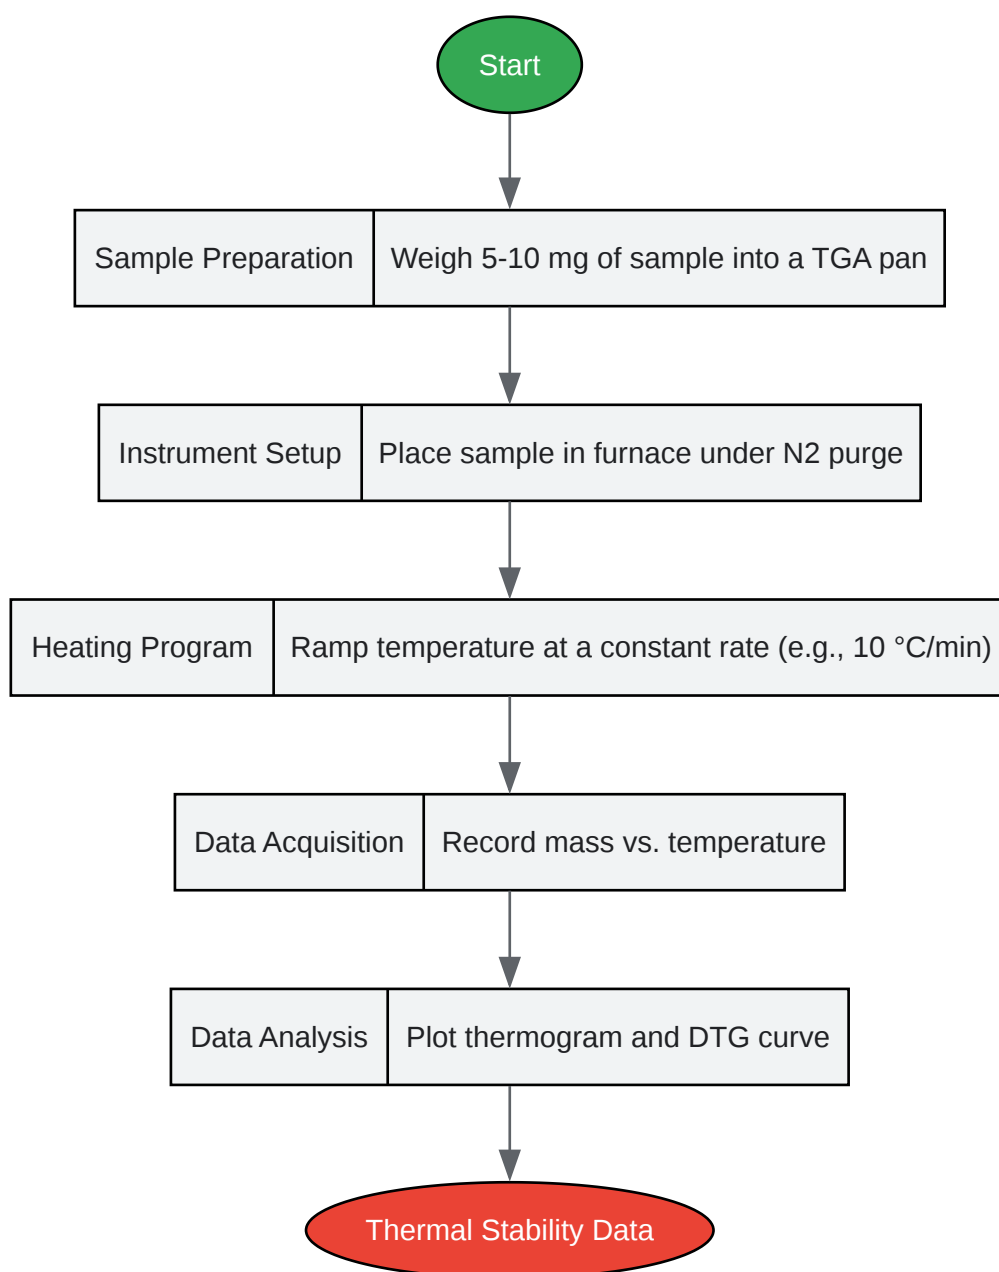 Start
Sample Preparation
Weigh 5-10 mg of sample into a TGA pan
Instrument Setup
Place sample in furnace under N2 purge
Heating Program
Ramp temperature at a constant rate (e.g., 10 °C/min)
Data Acquisition
Record mass vs. temperature
Data Analysis
Plot thermogram and DTG curve
Thermal Stability Data